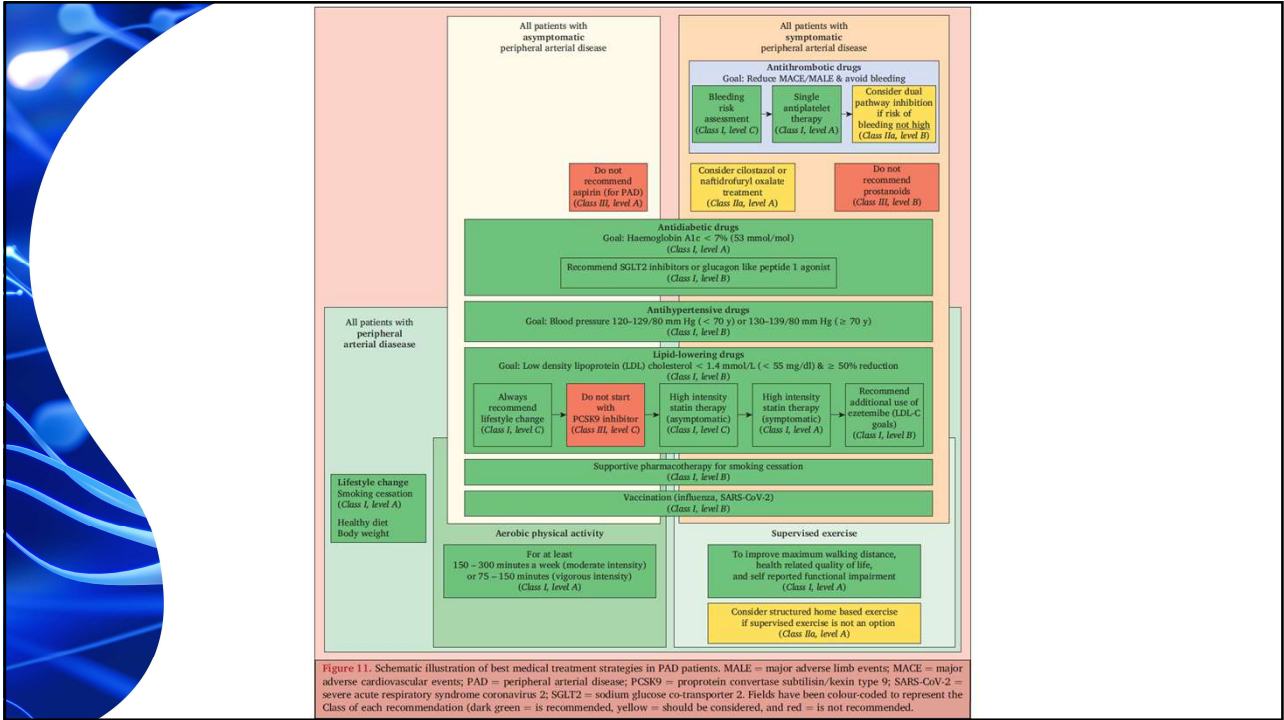 All patients with
asymptomatic
peripheral arterial disease
All patients with
symptomatic
peripheral arterial disease
Antithrombotic drugs
Goal: Reduce MACE/MALE & avoid bleeding
Bleeding
risk
assessment
(Class I, level C)
Single
antiplatelet
therapy
(Class I, level A)
Consider dual
pathway inhibition
if risk of
bleeding not high
(Class IIa, level B)
Do not
recommend
aspirin (for PAD)
(Class III, level A)
Consider cilostazol or
naftidrofuryl oxalate
treatment
(Class IIa, level A)
Do not
recommend
prostanoids
(Class III, level B)
Antidiabetic drugs
Goal: Haemoglobin A1c < 7% (53 mmol/mol)
(Class I, level A)
Recommend SGLT2 inhibitors or glucagon like peptide 1 agonist
(Class I, level B)
Antihypertensive drugs
Goal: Blood pressure 120–129/80 mm Hg (< 70 y) or 130–139/80 mm Hg (≥ 70 y)
(Class I, level B)
All patients with
peripheral
arterial diasease
Lipid-lowering drugs
Goal: Low density lipoprotein (LDL) cholesterol < 1.4 mmol/L (< 55 mg/dl) & ≥ 50% reduction
(Class I, level B)
Always
recommend
lifestyle change
(Class I, level C)
Do not start
with
PCSK9 inhibitor
(Class III, level C)
High intensity
statin therapy
(asymptomatic)
(Class I, level C)
High intensity
statin therapy
(symptomatic)
(Class I, level A)
Recommend
additional use of
ezetemibe (LDL-C
goals)
(Class I, level B)
Supportive pharmacotherapy for smoking cessation
(Class I, level B)
Vaccination (influenza, SARS-CoV-2)
(Class I, level B)
Lifestyle change
Smoking cessation
(Class I, level A)
Healthy diet
Body weight
Aerobic physical activity
For at least
150 – 300 minutes a week (moderate intensity)
or 75 – 150 minutes (vigorous intensity)
(Class I, level A)
Supervised exercise
To improve maximum walking distance,
health related quality of life,
and self reported functional impairment
(Class I, level A)
Consider structured home based exercise
if supervised exercise is not an option
(Class IIa, level A)
Figure 11. Schematic illustration of best medical treatment strategies in PAD patients. MALE = major adverse limb events; MACE = major
adverse cardiovascular events; PAD = peripheral arterial disease; PCSK9 = proprotein convertase subtilisin/kexin type 9; SARS-CoV-2 =
severe acute respiratory syndrome coronavirus 2; SGLT2 = sodium glucose co-transporter 2. Fields have been colour-coded to represent the
Class of each recommendation (dark green = is recommended, yellow = should be considered, and red = is not recommended.